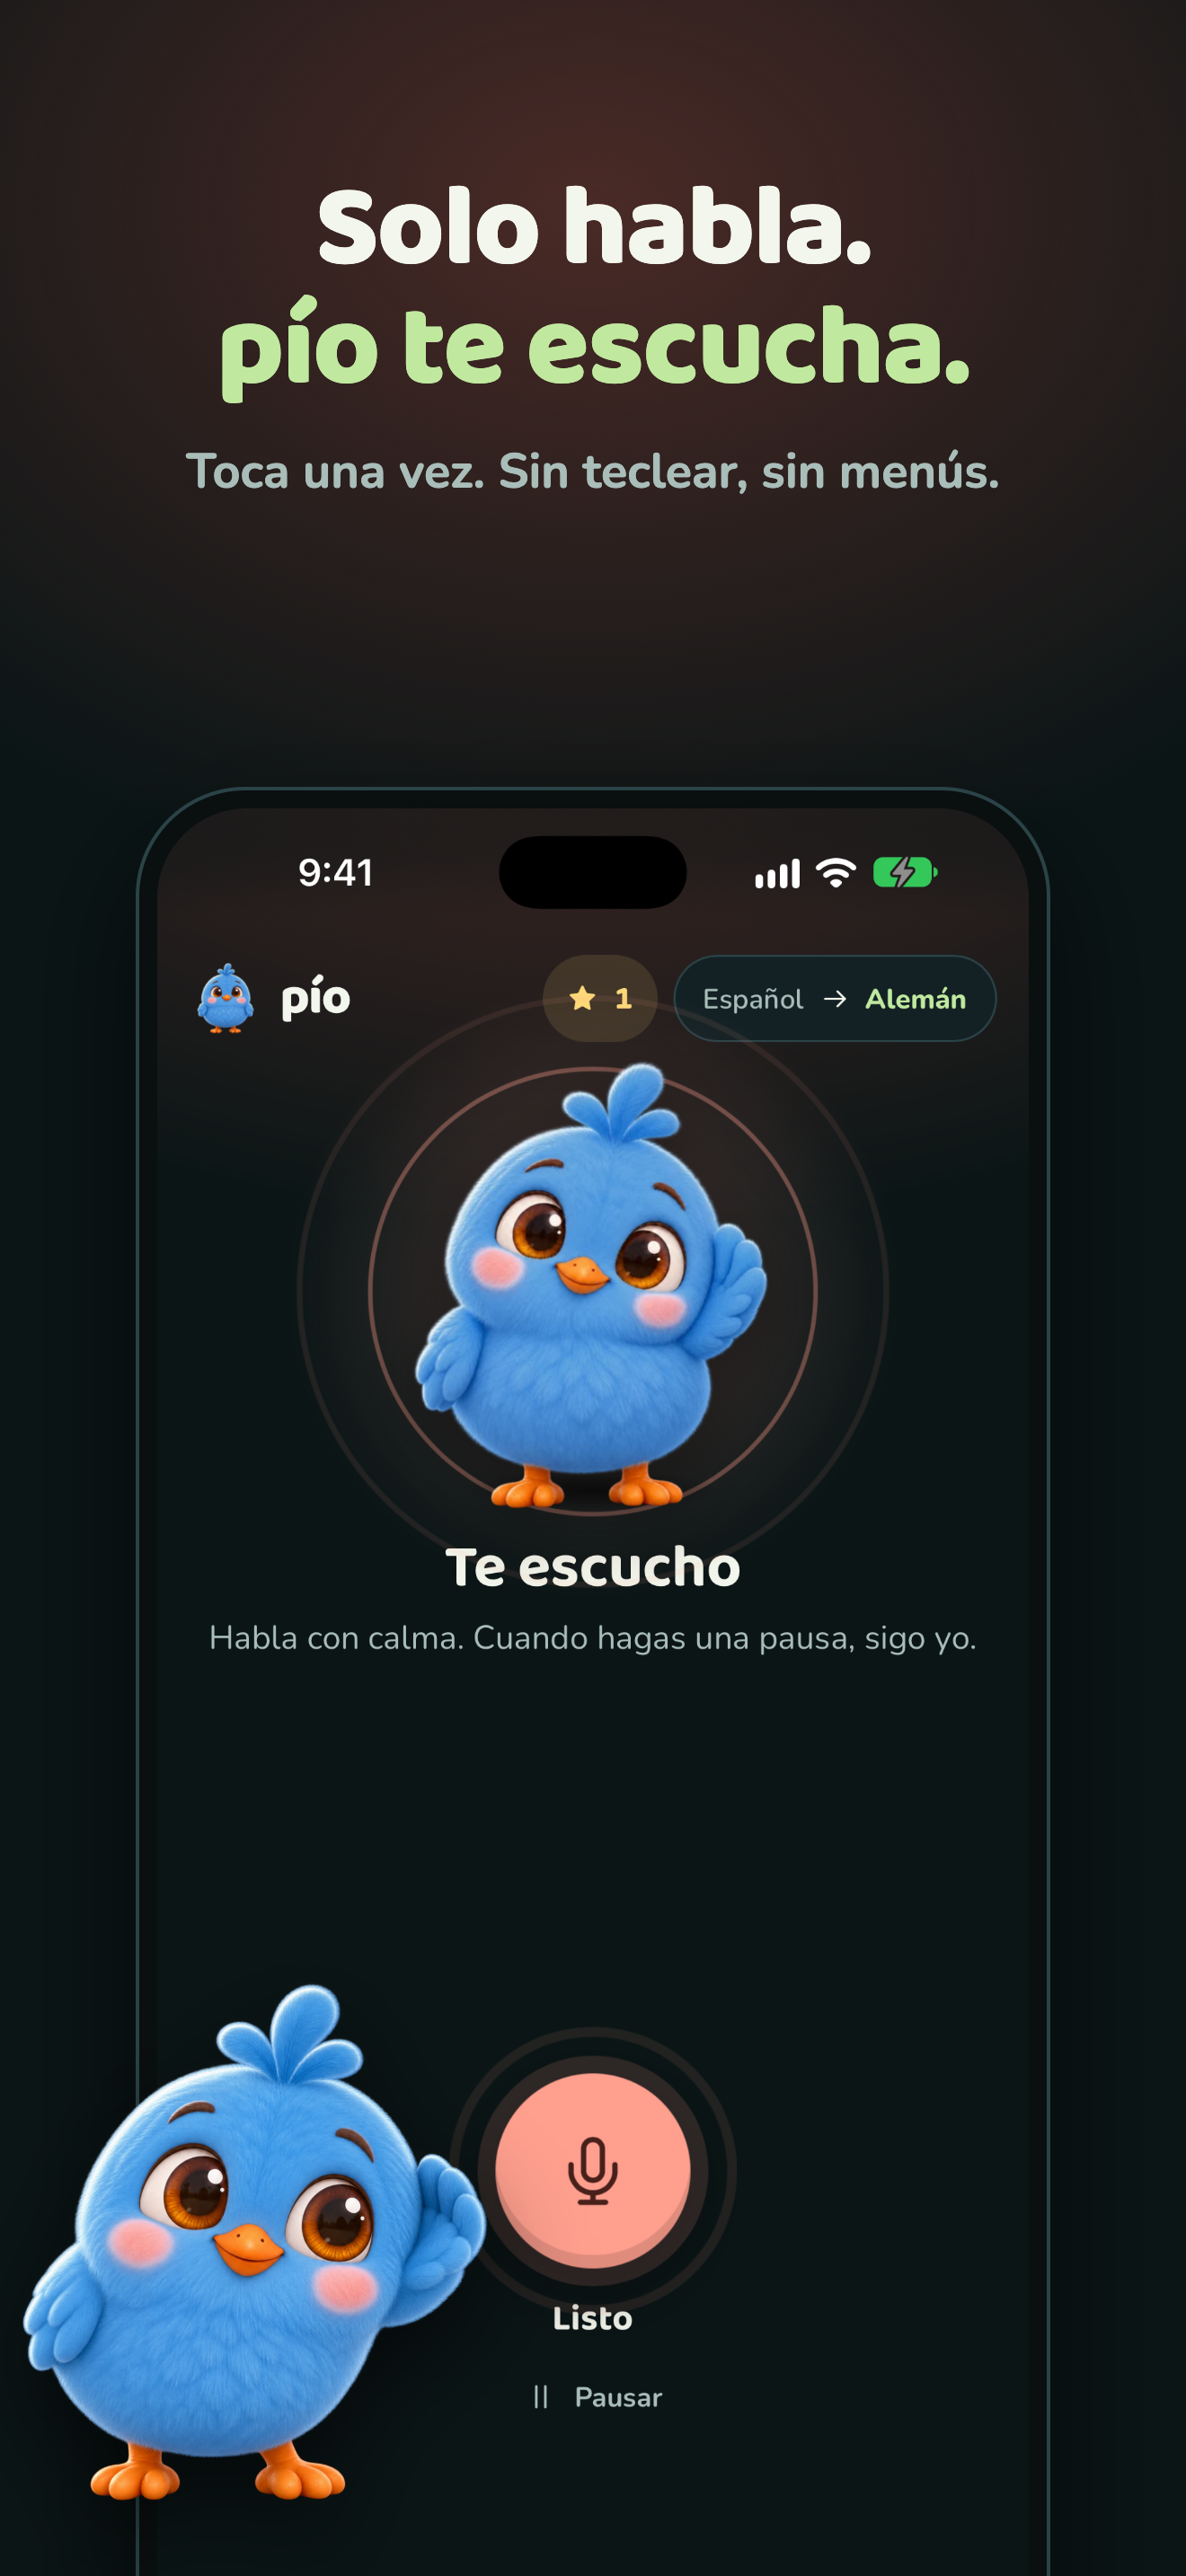 Solo habla.
pío te escucha.
Toca una vez. Sin teclear, sin menús.
9:41
pío
1
Español → Alemán
Te escucho
Habla con calma. Cuando hagas una pausa, sigo yo.
Listo
Pausar